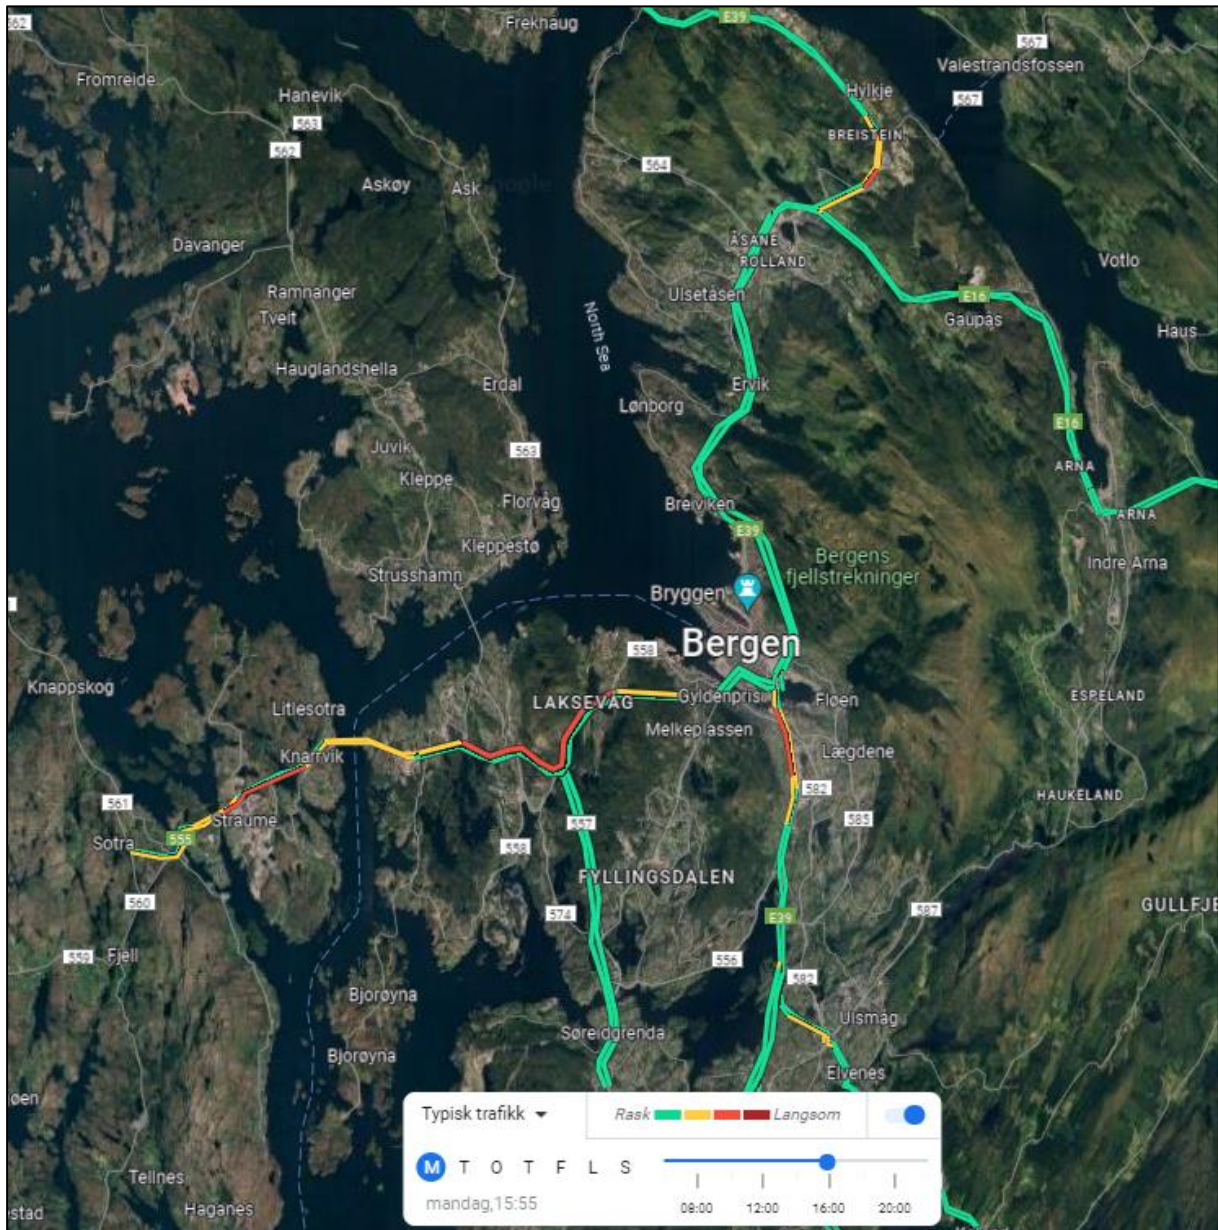 562
Freknaug
E39
567
Valestrandsfossen
Fromreide
Hanevik
Hylkje
567
563
BREISTEIN
562
564
Askøy
Ask
Davanger
ÅSANE
ROLLAND
Votlo
Ramnanger
Ulsetåsen
E16
Tveit
North Sea
Gaupås
Haus
Hauglandshella
Erdal
Ervik
Lønborg
E16
Juvik
563
ARNA
Kleppe
Florvåg
Breiviken
ARNA
E39
Kleppestø
Bergens
fjellstrekninger
Indre Arna
Strusshamn
Bryggen
Bergen
558
Knappskog
Gyldenpris
Fløen
ESPELAND
Litlesotra
LAKSEVÅG
Melkeplassen
Knarrvik
Lægdene
582
HAUKELAND
561
Straume
557
585
555
Sotra
558
FYLLINGSDALEN
560
574
E39
587
GULLFJE
559
Fjell
556
582
Bjorøyna
Ulsmåg
Søreidgrenda
Bjorøyna
Elvenes
øen
Typisk trafikk
Rask
Langsom
M T O T F L S
Tellnes
mandag,15:55
08:00 12:00 16:00 20:00
stad
Haganes